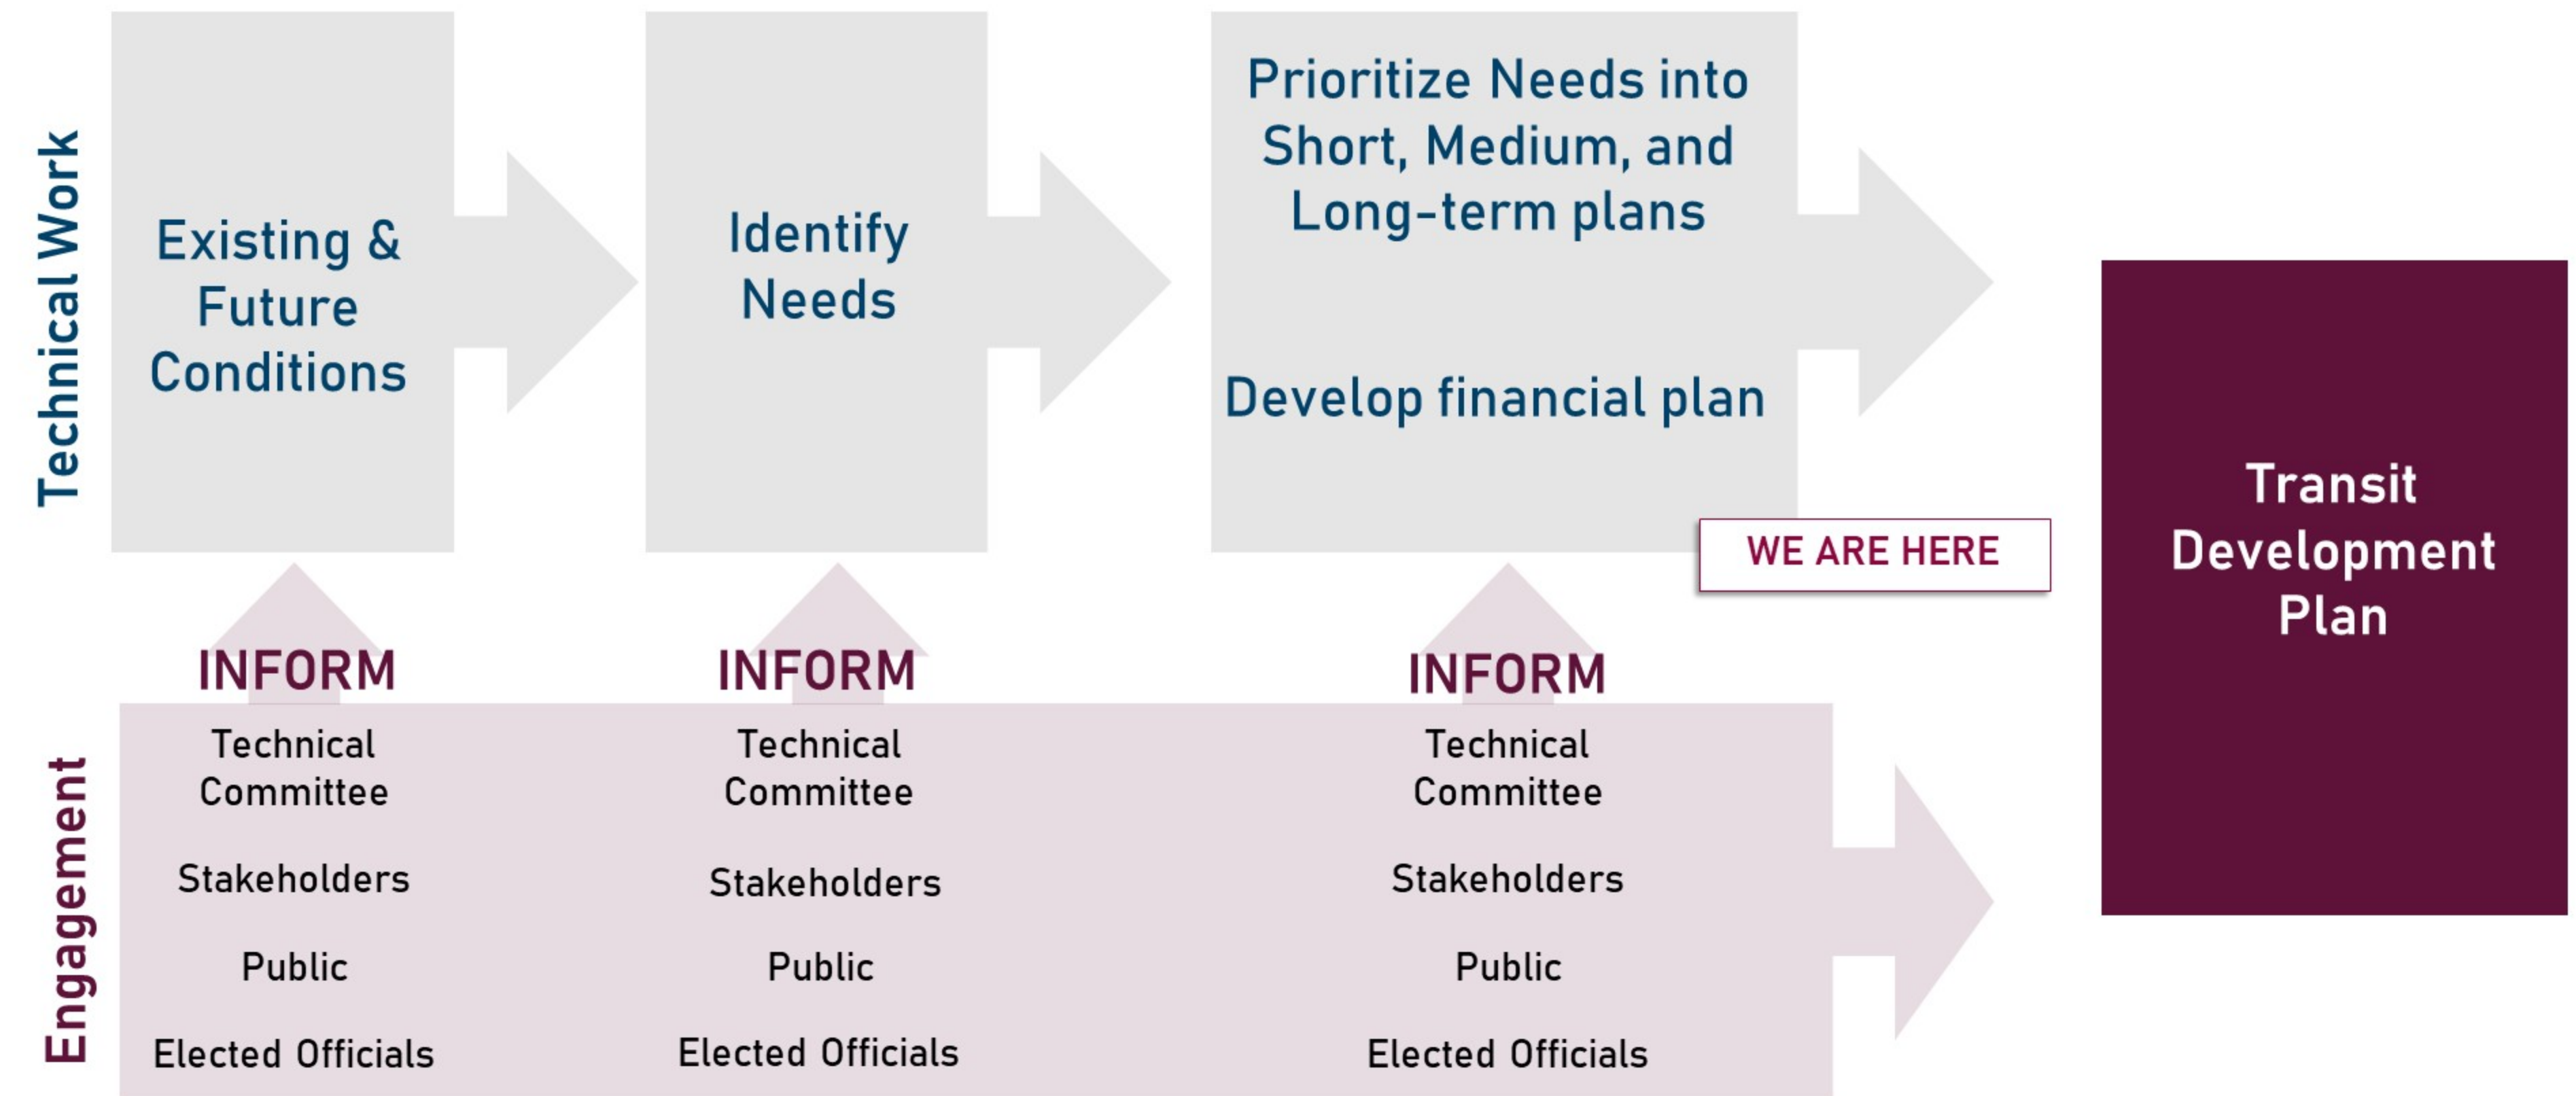 Technical Work
Existing &
Future
Conditions
Identify
Needs
Prioritize Needs into
Short, Medium, and
Long-term plans
Develop financial plan
WE ARE HERE
Transit
Development
Plan
Engagement
INFORM
Technical
Committee
Stakeholders
Public
Elected Officials
INFORM
Technical
Committee
Stakeholders
Public
Elected Officials
INFORM
Technical
Committee
Stakeholders
Public
Elected Officials